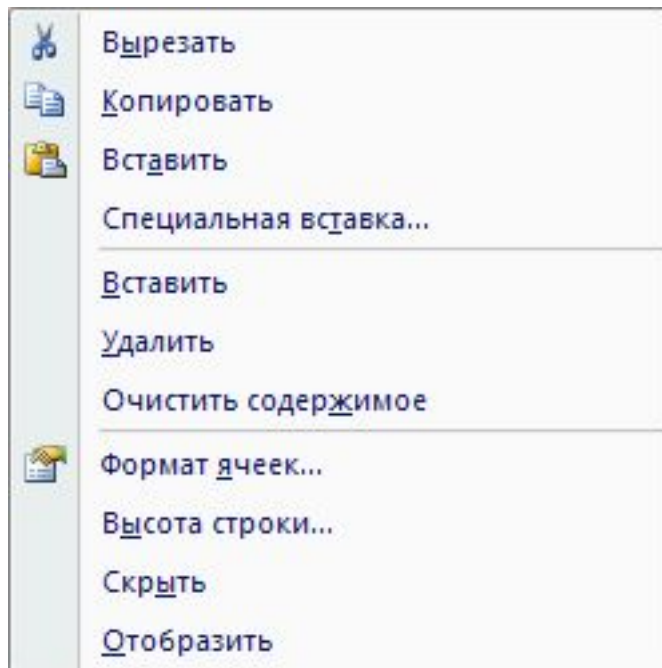 Вырезать
Копировать
Вставить
Специальная вставка...
Вставить
Удалить
Очистить содержимое
Формат ячеек...
Высота строки...
Скрыть
Отобразить